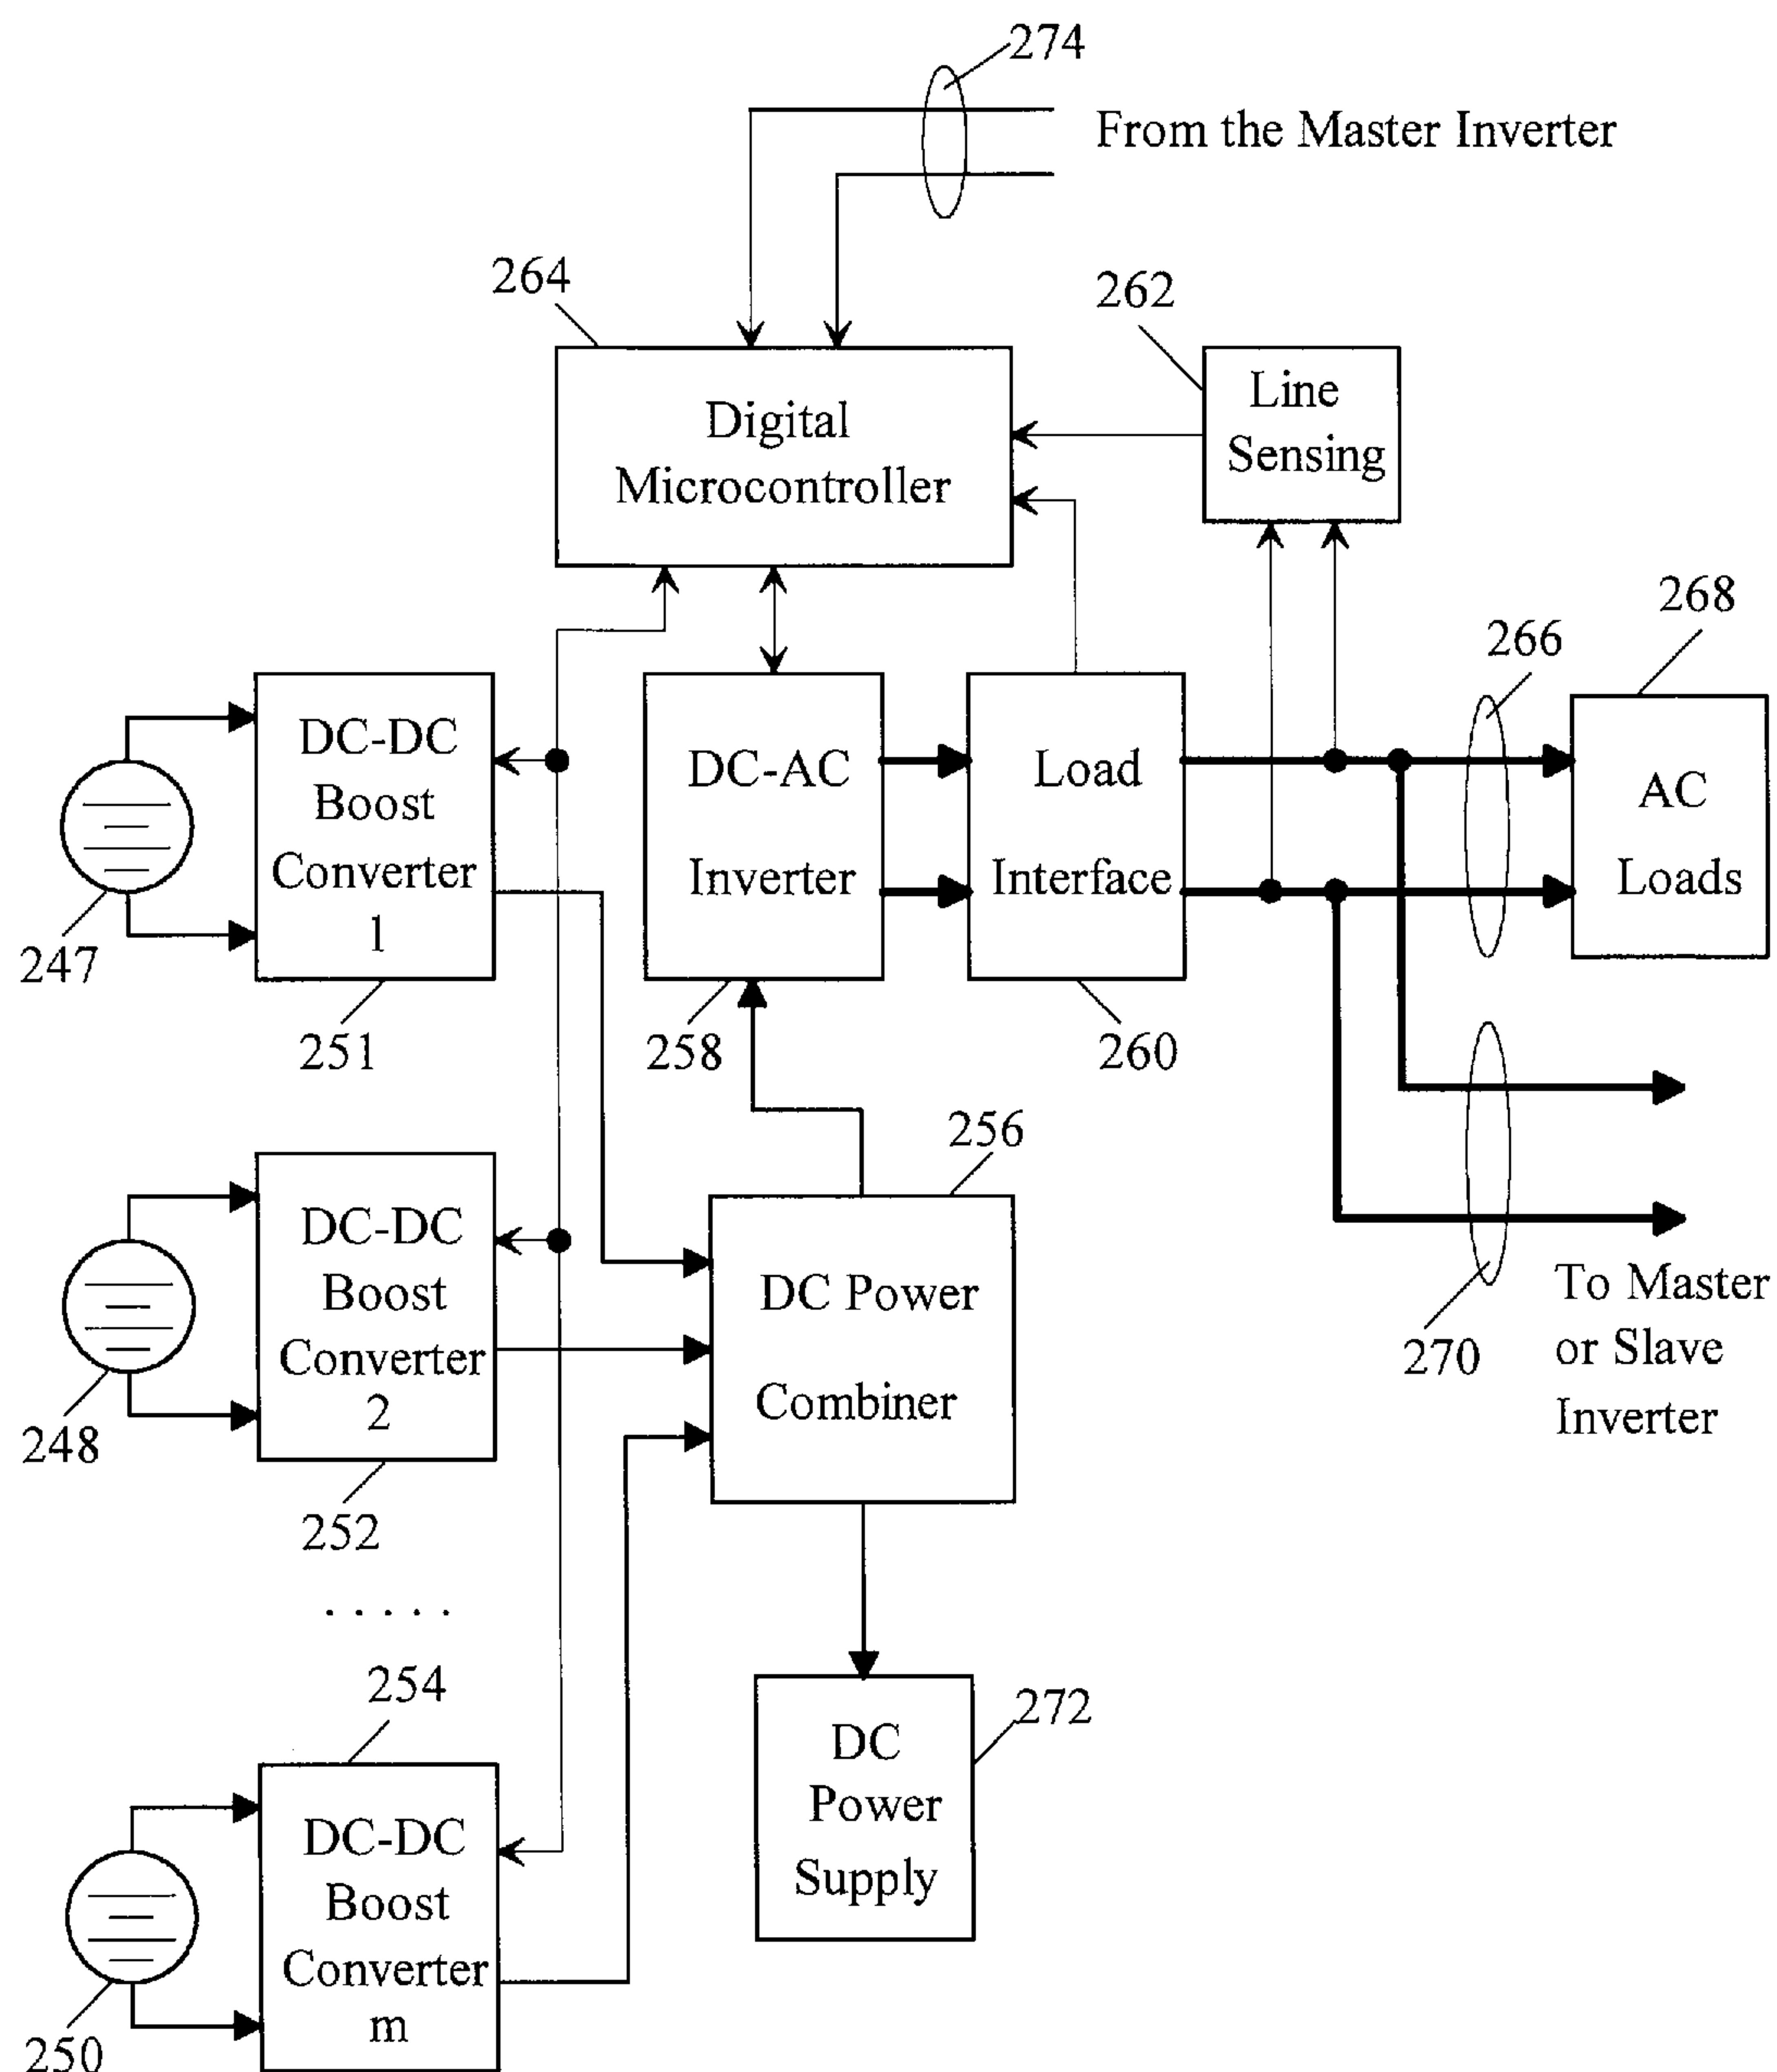 274
From the Master Inverter
264
262
Digital
Microcontroller
Line
Sensing
268
266
DC-DC
Boost
Converter
1
DC-AC
Inverter
Load
Interface
AC
Loads
247
251
258
260
256
DC-DC
Boost
Converter
2
DC Power
Combiner
To Master
or Slave
Inverter
270
248
252
. . . . .
254
272
DC
Power
Supply
DC-DC
Boost
Converter
m
250